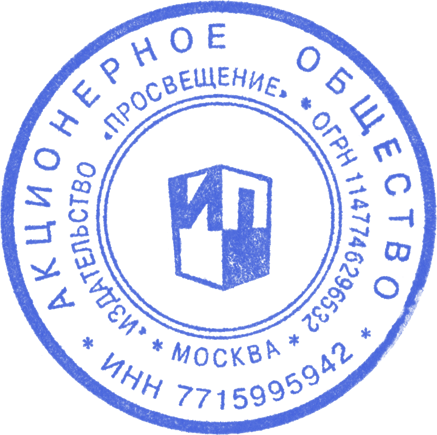 АКЦИОНЕРНОЕ ОБЩЕСТВО
* ИНН 7715995942 *
«ИЗДАТЕЛЬСТВО «ПРОСВЕЩЕНИЕ» * ОГРН 1147746296532
* МОСКВА *
ИП